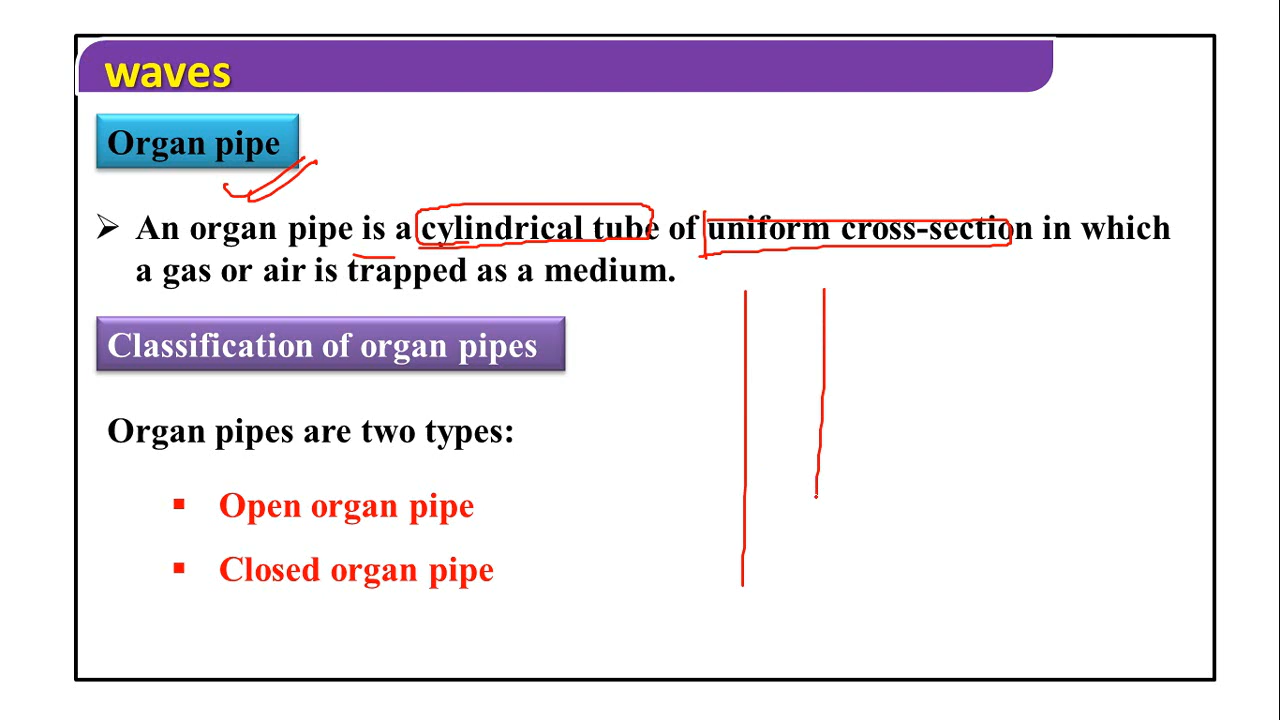 waves
Organ pipe
An organ pipe is a cylindrical tube of uniform cross-section in which
a gas or air is trapped as a medium.
Classification of organ pipes
Organ pipes are two types:
Open organ pipe
Closed organ pipe